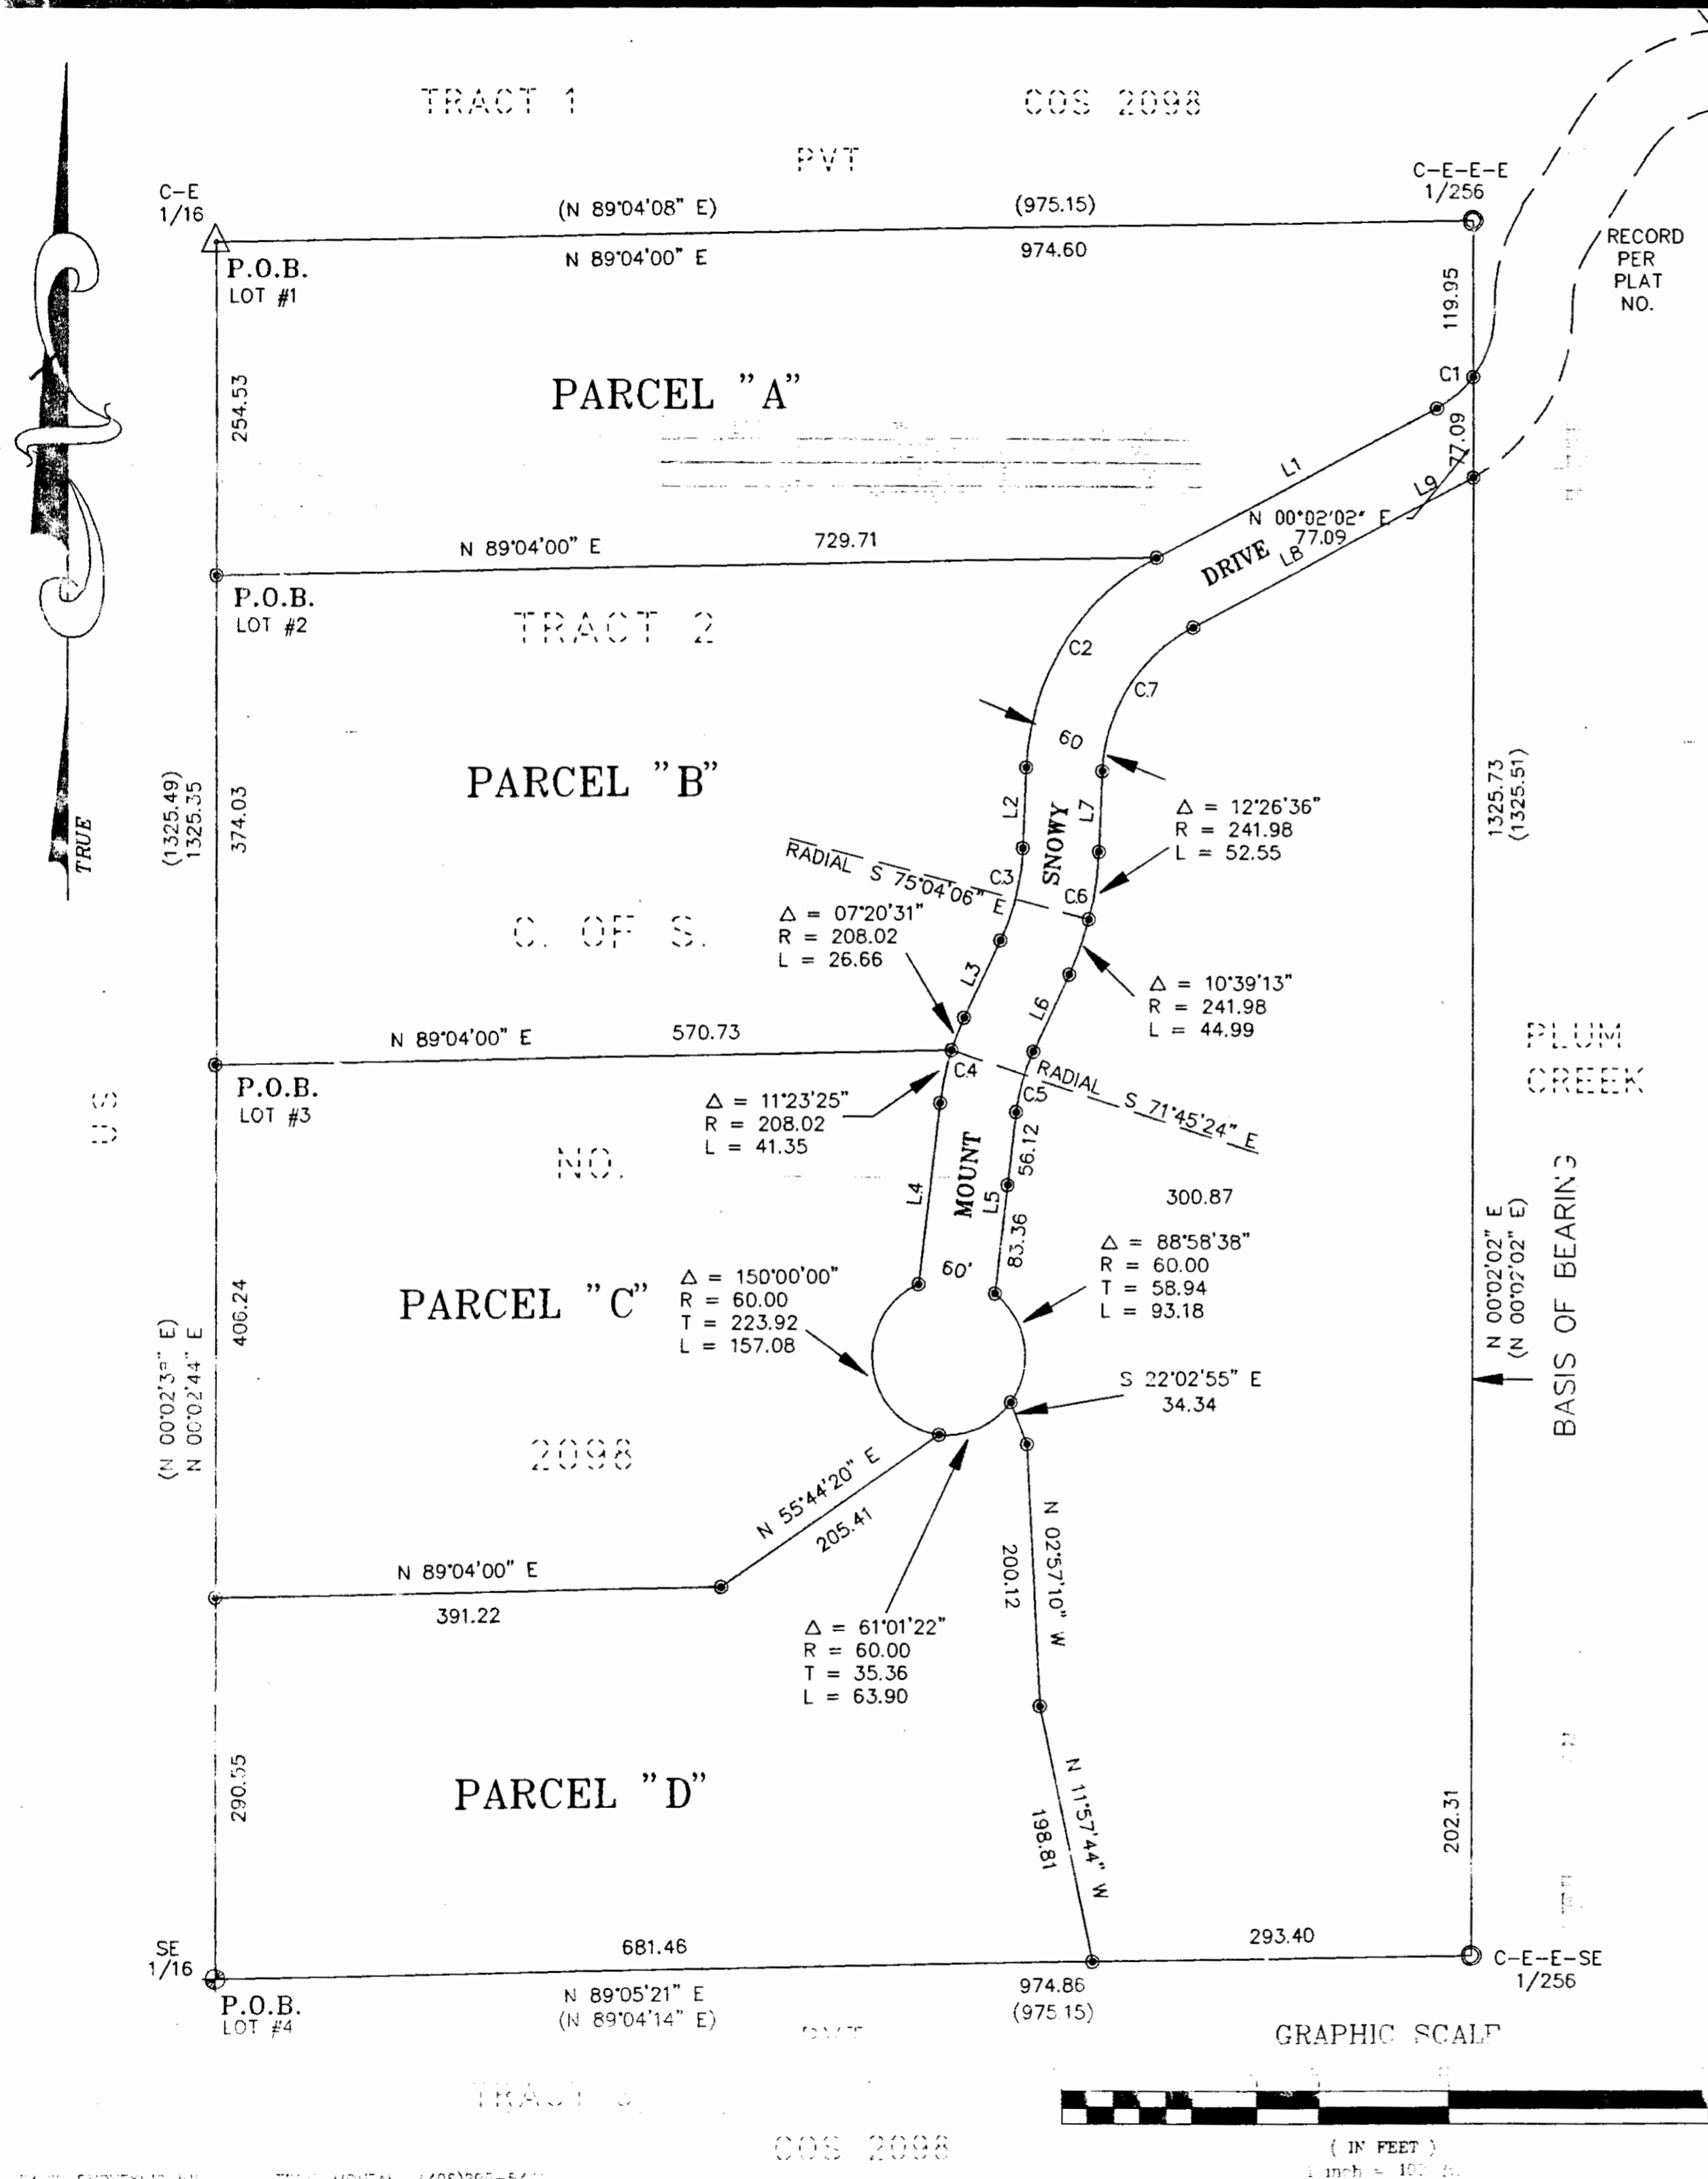 TRACT 1
COS 2098
PVT
C-E
1/16
(N 89°04'08" E)
(975.15)
C-E-E-E
1/256
N 89°04'00" E
974.60
P.O.B.
LOT #1
RECORD
PER
PLAT
NO.
119.95
254.53
PARCEL "A"
C1
77.09
L1
L9
N 00°02'02" E
77.09
N 89°04'00" E
729.71
DRIVE
L8
P.O.B.
LOT #2
TRACT 2
C2
C7
60
TRUE
(1325.49)
1325.35
374.03
PARCEL "B"
L2
SNOWY
L7
Δ = 12°26'36"
R = 241.98
L = 52.55
1325.73
(1325.51)
RADIAL S 75°04'06" E
C3
C6
Δ = 07°20'31"
R = 208.02
L = 26.66
C. OF S.
L3
L6
Δ = 10°39'13"
R = 241.98
L = 44.99
N 89°04'00" E
570.73
PLUM
CREEK
P.O.B.
LOT #3
C4
RADIAL S 71°45'24" E
C5
US
Δ = 11°23'25"
R = 208.02
L = 41.35
NO.
MOUNT
56.12
L4
L5
83.36
300.87
N 00°02'02" E
(N 00°02'02" E)
BASIS OF BEARING
Δ = 88°58'38"
R = 60.00
T = 58.94
L = 93.18
60'
PARCEL "C"
Δ = 150°00'00"
R = 60.00
T = 223.92
L = 157.08
406.24
N 00°02'44" E
S 22°02'55" E
34.34
2098
N 55°44'20" E
205.41
N 02°57'10" W
200.12
N 89°04'00" E
391.22
Δ = 61°01'22"
R = 60.00
T = 35.36
L = 63.90
290.55
PARCEL "D"
N 11°57'44" W
198.81
202.31
SE
1/16
681.46
293.40
C-E-E-SE
1/256
P.O.B.
LOT #4
N 89°05'21" E
(N 89°04'14" E)
974.86
(975.15)
GRAPHIC SCALE
TRACT
COS 2098
( IN FEET )
1 inch =